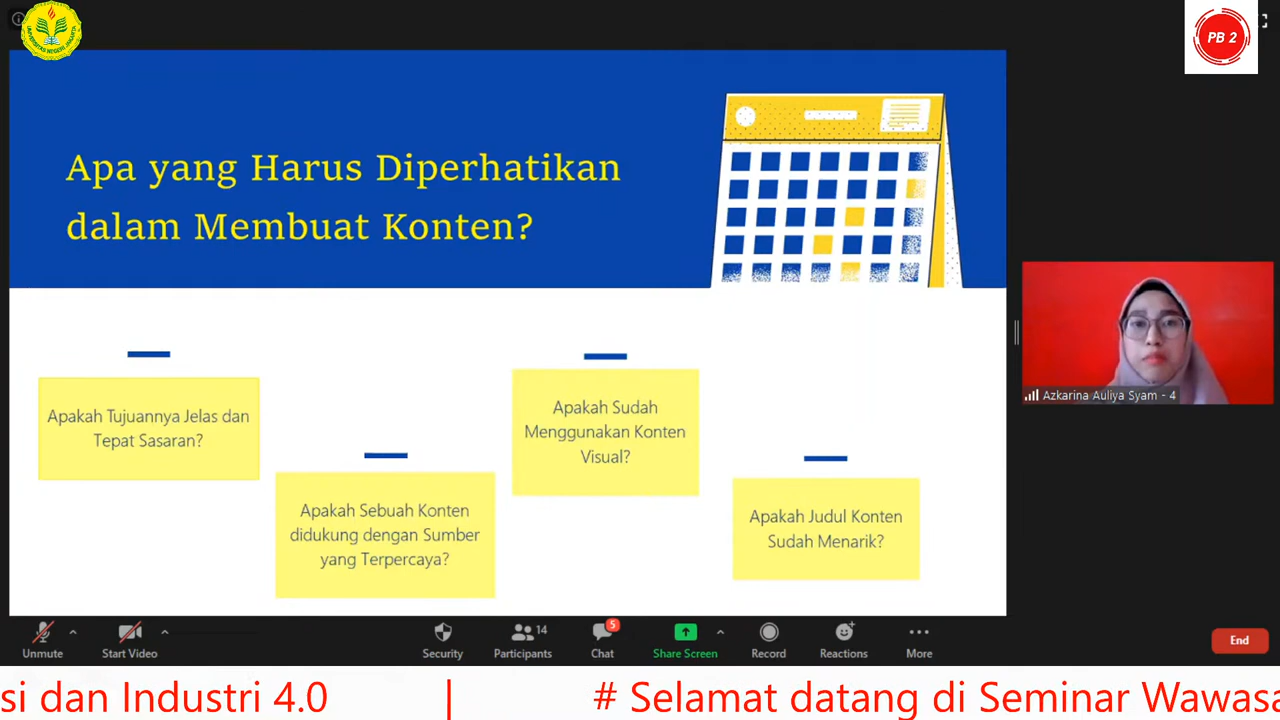 UNIVERSITAS NEGERI JAKARTA
PB 2
Apa yang Harus Diperhatikan
dalam Membuat Konten?
Apakah Tujuannya Jelas dan
Tepat Sasaran?
Apakah Sebuah Konten
didukung dengan Sumber
yang Terpercaya?
Apakah Sudah
Menggunakan Konten
Visual?
Apakah Judul Konten
Sudah Menarik?
Azkarina Auliya Syam - 4
Unmute
Start Video
Security
14
Participants
5
Chat
Share Screen
Record
Reactions
More
End
si dan Industri 4.0 | # Selamat datang di Seminar Wawasa